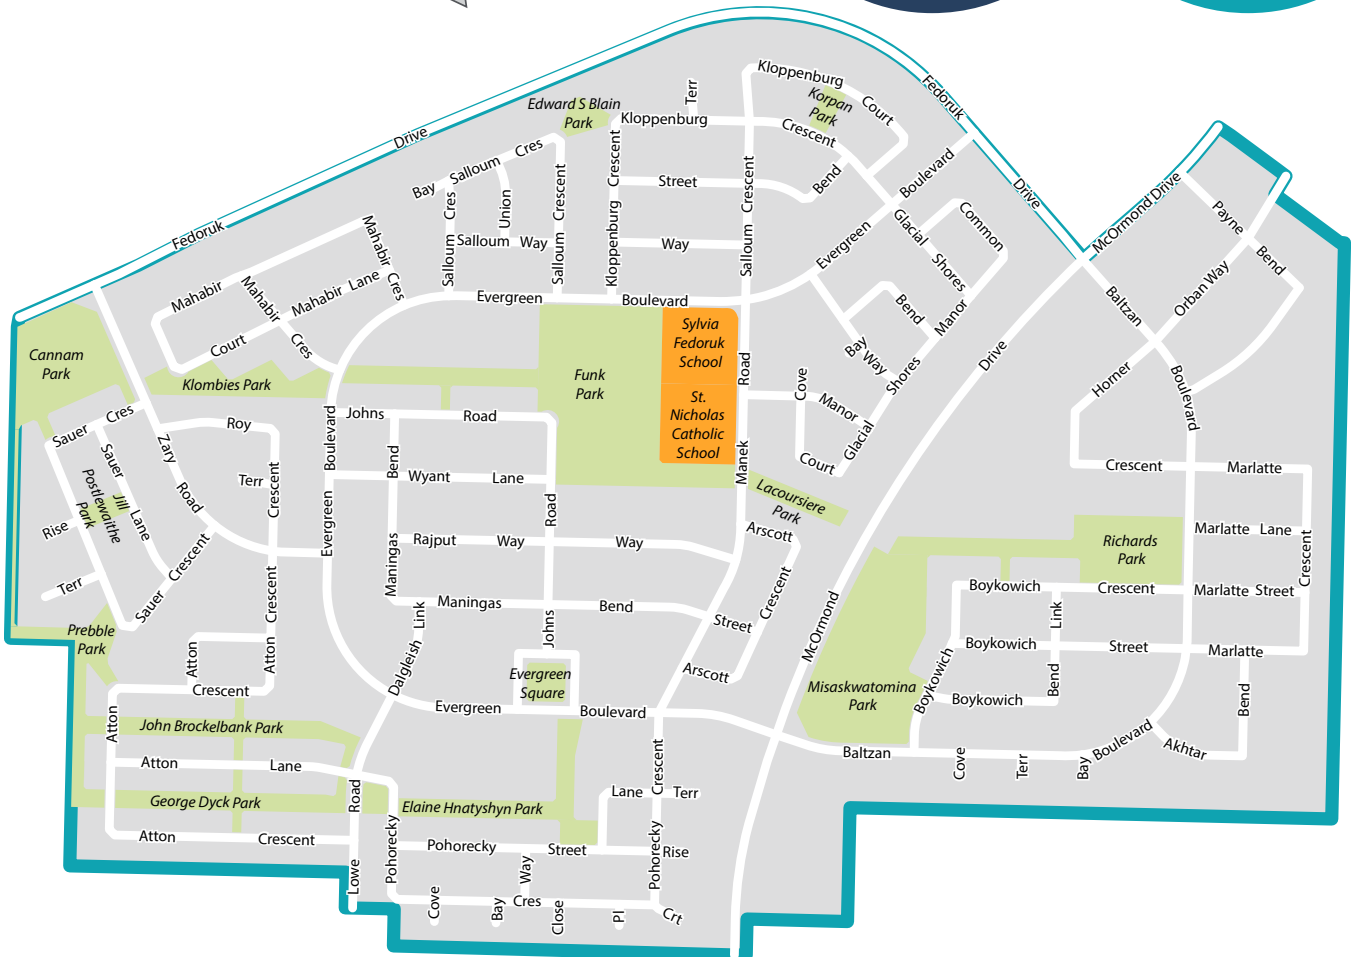 Kloppenburg
Court
Korpan
Park
Fedoruk
Terr
Edward S Blain
Park
Kloppenburg
Crescent
Drive
Cres
Salloum
Bay
Street
Bend
Boulevard
Drive
McOrmond Drive
Crescent
Kloppenburg
Salloum Crescent
Cres
Salloum
Union
Crescent
Salloum
Salloum Way
Way
Glacial
Shores
Common
Payne
Bend
Fedoruk
Mahabir
Cres
Evergreen
Orban Way
Mahabir
Mahabir
Cres
Mahabir Lane
Court
Evergreen
Boulevard
Bend
Manor
Baltzan
Boulevard
Cannam
Park
Klombies Park
Funk
Park
Sylvia
Fedoruk
School
St.
Nicholas
Catholic
School
Manek
Road
Bay
Way
Shores
Glacial
Drive
Horner
Cove
Manor
Court
Sauer
Cres
Roy
Johns
Road
Boulevard
Evergreen
Zary
Road
Sauer
Lane
Jill
Postlewaithe
Park
Terr
Crescent
Bend
Maningas
Wyant
Lane
Road
Johns
Crescent
Marlatte
Lacoursiere
Park
Rise
Rajput
Way
Way
Arscott
Crescent
Marlatte Lane
Crescent
Richards
Park
Terr
Sauer
Crescent
Crescent
Atton
Maningas
Bend
Street
Link
Dalgleish
Boykowich
Crescent
Marlatte Street
Link
Bend
McOrmond
Prebble
Park
Atton
Boykowich
Street
Marlatte
Arscott
Evergreen
Square
Crescent
Misaskwatomina
Park
Boykowich
Boykowich
Bend
Atton
Evergreen
Boulevard
John Brockelbank Park
Baltzan
Cove
Terr
Bay
Boulevard
Akhtar
Atton
Lane
Crescent
Pohorecky
Lane
Terr
George Dyck Park
Road
Lowe
Elaine Hnatyshyn Park
Atton
Crescent
Pohorecky
Pohorecky
Street
Rise
Way
Cove
Bay
Cres
Close
Pl
Crt